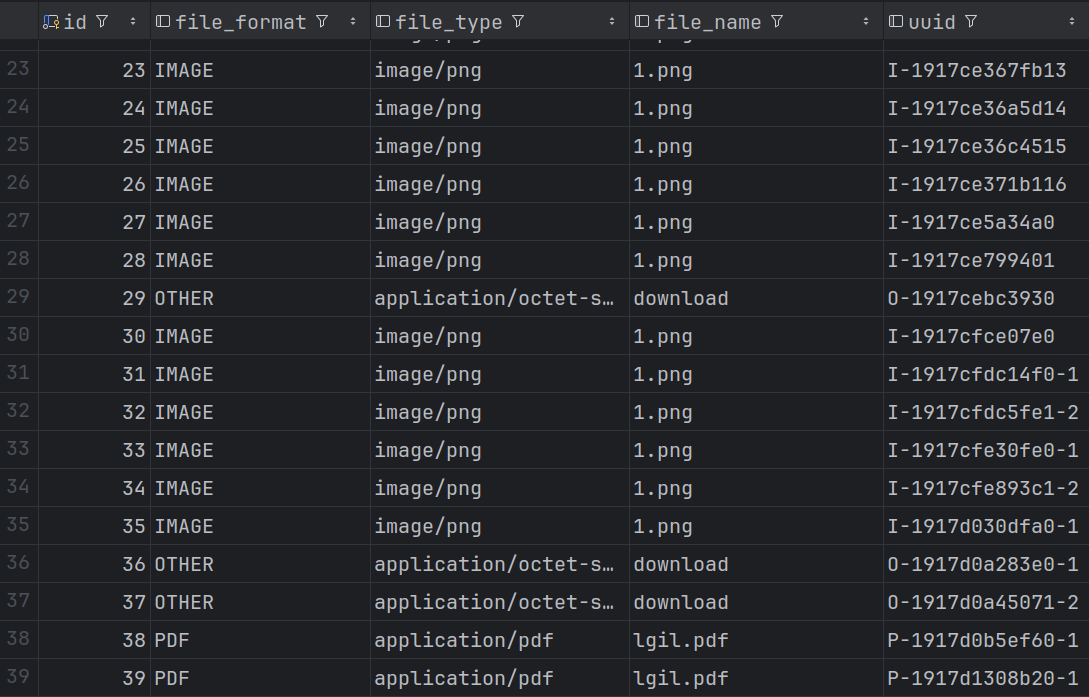 id file_format file_type file_name uuid
23 23 IMAGE image/png 1.png I-1917ce367fb13
24 24 IMAGE image/png 1.png I-1917ce36a5d14
25 25 IMAGE image/png 1.png I-1917ce36c4515
26 26 IMAGE image/png 1.png I-1917ce371b116
27 27 IMAGE image/png 1.png I-1917ce5a34a0
28 28 IMAGE image/png 1.png I-1917ce799401
29 29 OTHER application/octet-s… download O-1917cebc3930
30 30 IMAGE image/png 1.png I-1917cfce07e0
31 31 IMAGE image/png 1.png I-1917cfdc14f0-1
32 32 IMAGE image/png 1.png I-1917cfdc5fe1-2
33 33 IMAGE image/png 1.png I-1917cfe30fe0-1
34 34 IMAGE image/png 1.png I-1917cfe893c1-2
35 35 IMAGE image/png 1.png I-1917d030dfa0-1
36 36 OTHER application/octet-s… download O-1917d0a283e0-1
37 37 OTHER application/octet-s… download O-1917d0a45071-2
38 38 PDF application/pdf lgil.pdf P-1917d0b5ef60-1
39 39 PDF application/pdf lgil.pdf P-1917d1308b20-1